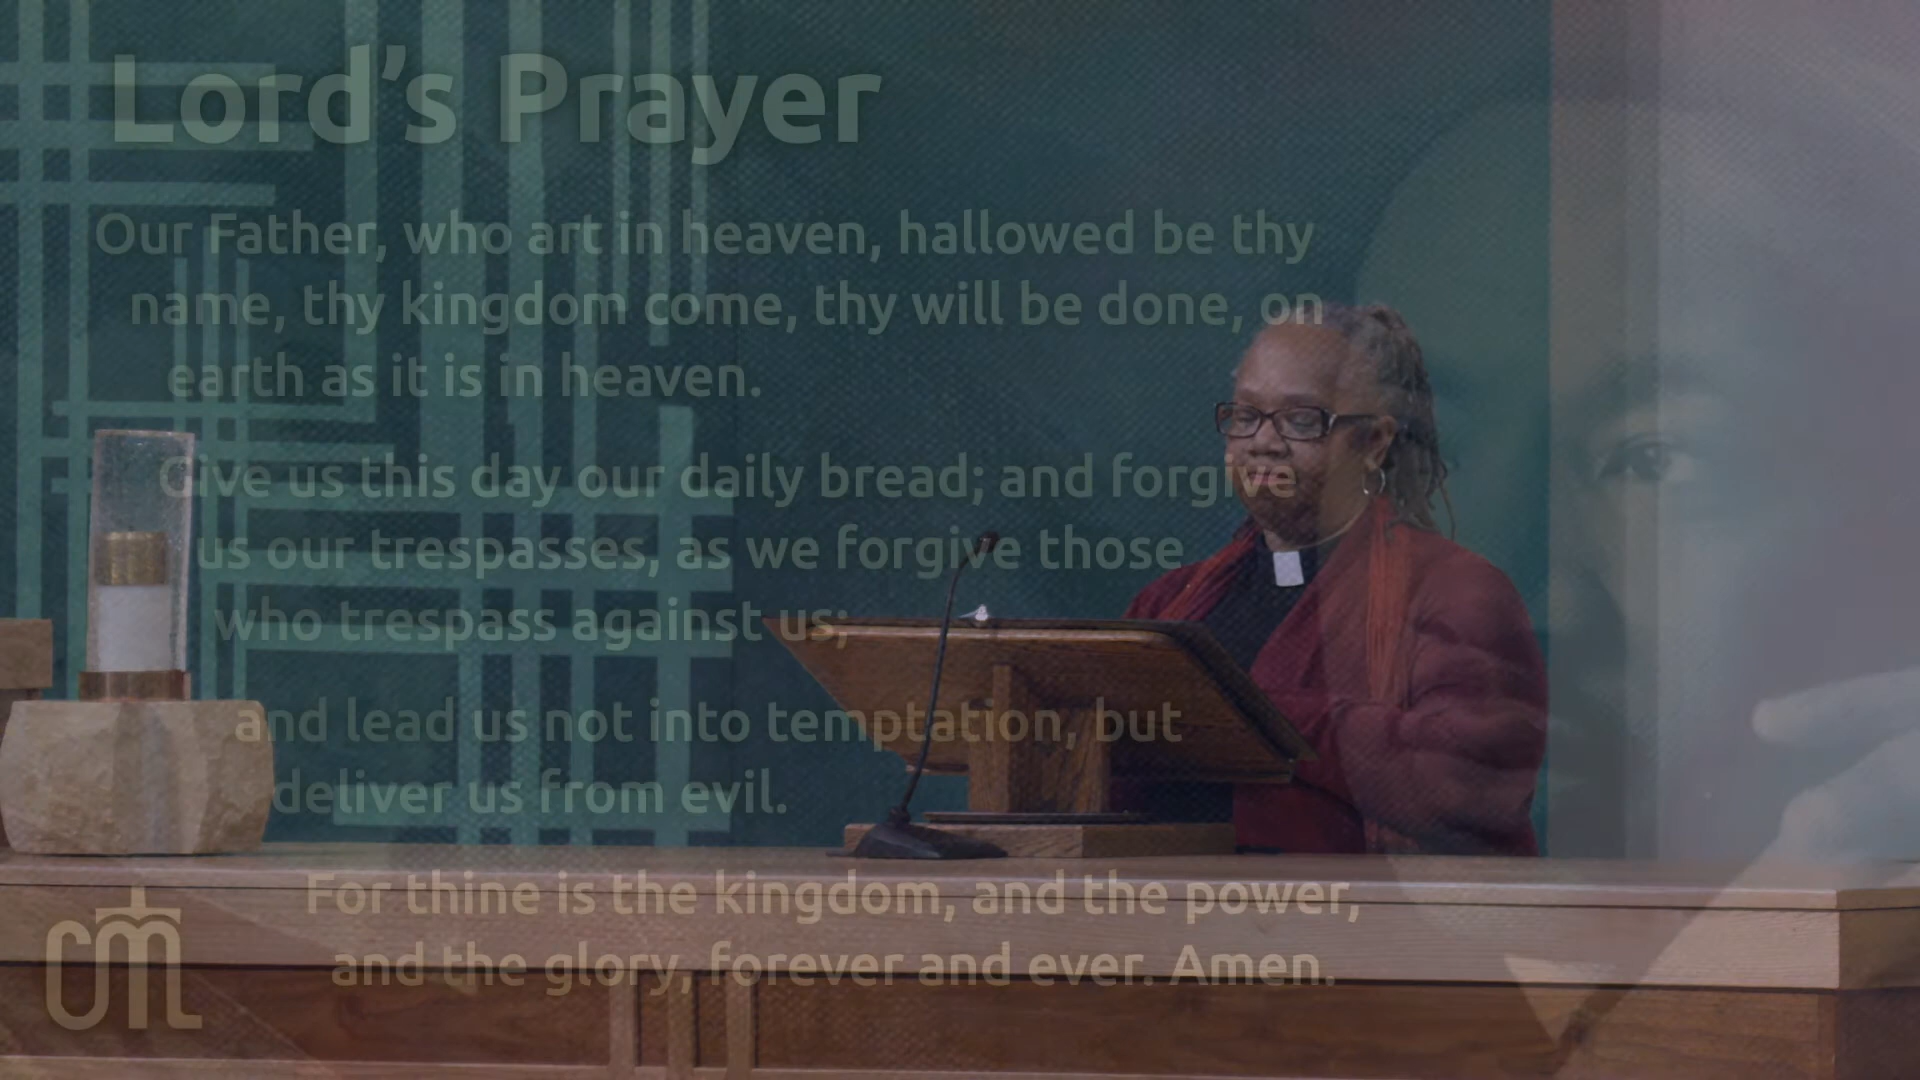 Lord’s Prayer
Our Father, who art in heaven, hallowed be thy
name, thy kingdom come, thy will be done, on
earth as it is in heaven.
Give us this day our daily bread; and forgive
us our trespasses, as we forgive those
who trespass against us;
and lead us not into temptation, but
deliver us from evil.
For thine is the kingdom, and the power,
and the glory, forever and ever. Amen.